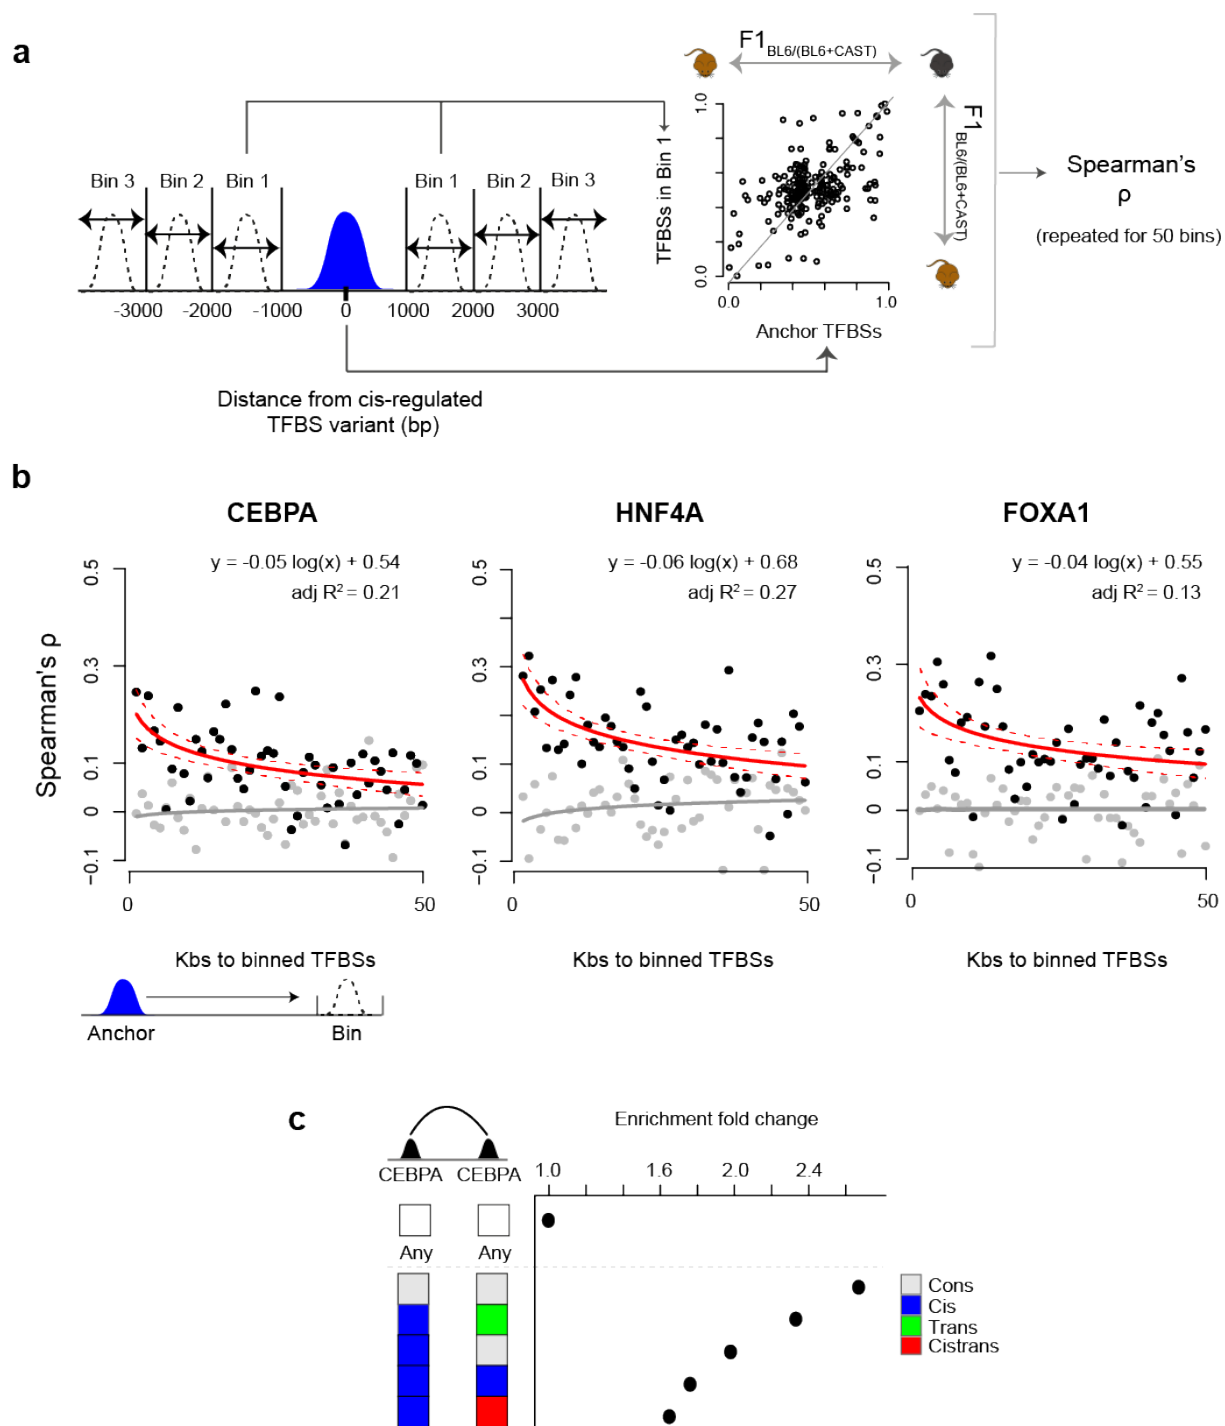 a
F1 BL6/(BL6+CAST)
Bin 3 Bin 2 Bin 1 Bin 1 Bin 2 Bin 3
-3000 -2000 -1000 0 1000 2000 3000
Distance from cis-regulated
TFBS variant (bp)
TFBSs in Bin 1
1.0
0.0
0.0 1.0
Anchor TFBSs
F1 BL6/(BL6+CAST)
Spearman's
ρ
(repeated for 50 bins)
b
CEBPA
y = -0.05 log(x) + 0.54
adj R² = 0.21
Spearman's ρ
0.5
0.3
0.1
0
−0.1
0 50
Kbs to binned TFBSs
Anchor Bin
HNF4A
y = -0.06 log(x) + 0.68
adj R² = 0.27
0.5
0.3
0.1
0
−0.1
0 50
Kbs to binned TFBSs
FOXA1
y = -0.04 log(x) + 0.55
adj R² = 0.13
0.5
0.3
0.1
0
−0.1
0 50
Kbs to binned TFBSs
c
Enrichment fold change
CEBPA CEBPA
1.0 1.6 2.0 2.4
Any Any
Cons
Cis
Trans
Cistrans